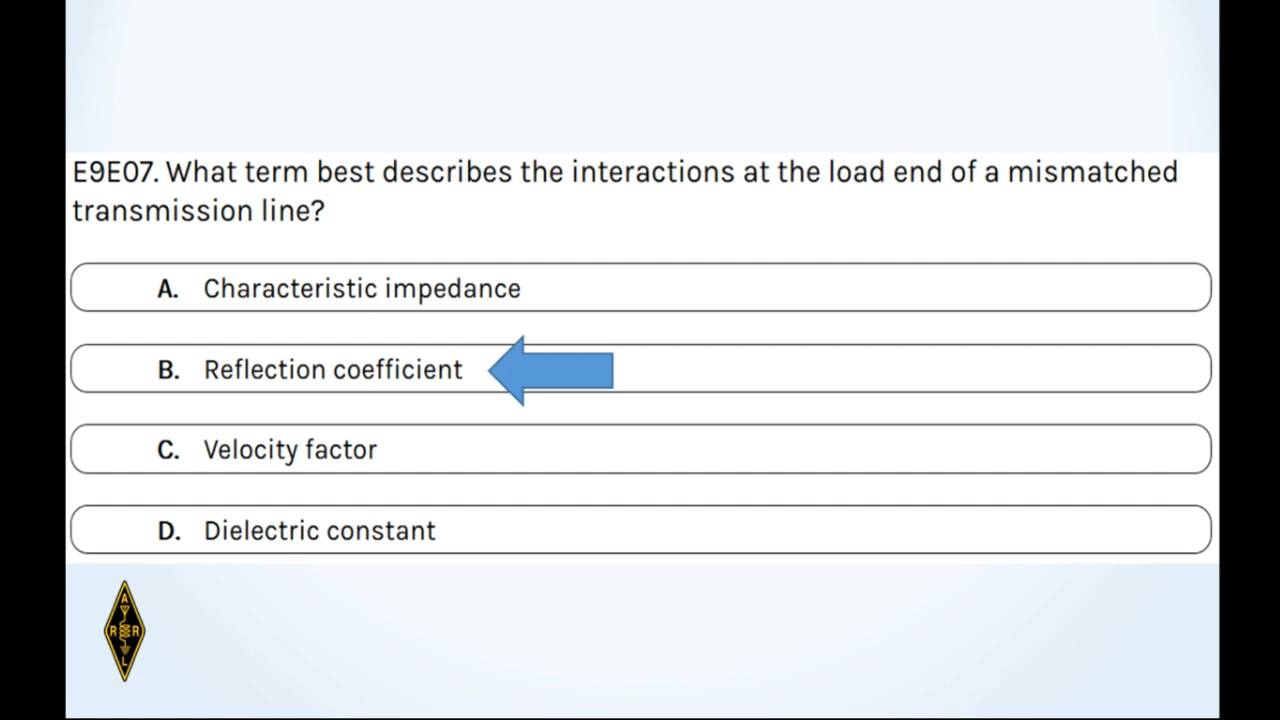 E9E07. What term best describes the interactions at the load end of a mismatched
transmission line?
A. Characteristic impedance
B. Reflection coefficient
C. Velocity factor
D. Dielectric constant
A
R R
L